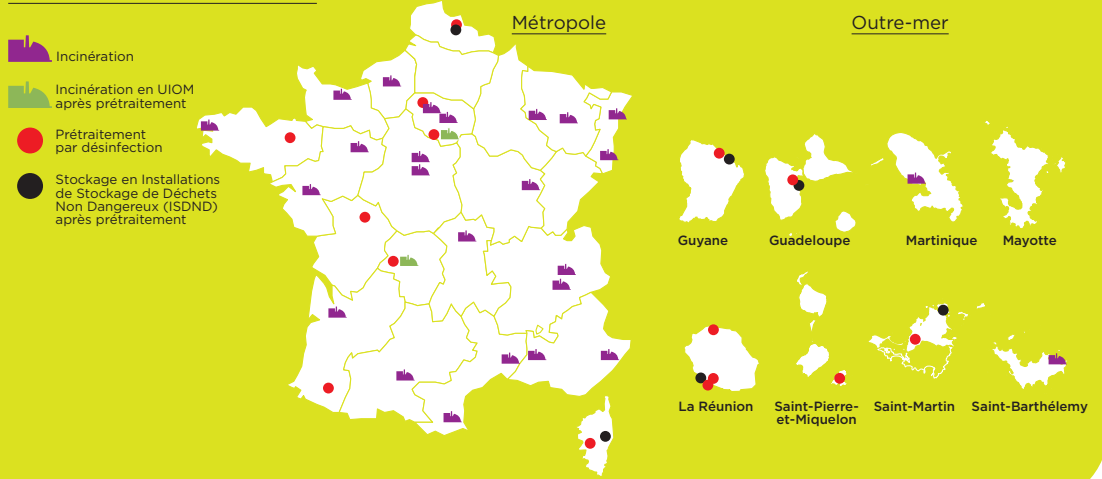 Métropole
Outre-mer
Incinération
Incinération en UIOM
après prétraitement
Prétraitement
par désinfection
Stockage en Installations
de Stockage de Déchets
Non Dangereux (ISDND)
après prétraitement
Guyane
Guadeloupe
Martinique
Mayotte
La Réunion
Saint-Pierre-
et-Miquelon
Saint-Martin
Saint-Barthélemy